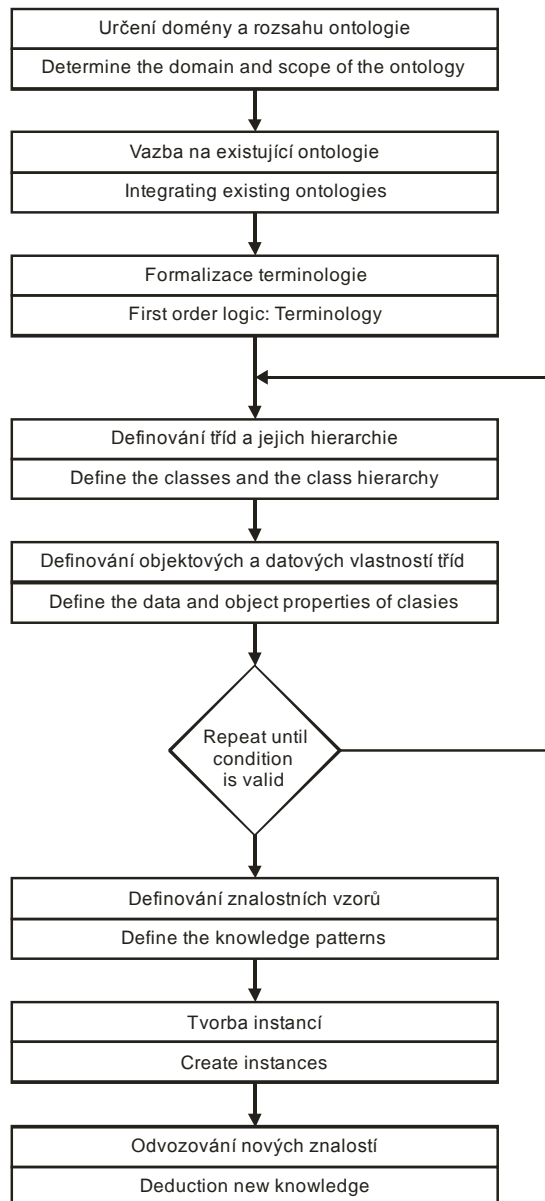 Určení domény a rozsahu ontologie
Determine the domain and scope of the ontology
Vazba na existující ontologie
Integrating existing ontologies
Formalizace terminologie
First order logic: Terminology
Definování tříd a jejich hierarchie
Define the classes and the class hierarchy
Definování objektových a datových vlastností tříd
Define the data and object properties of clasies
Repeat until
condition
is valid
Definování znalostních vzorů
Define the knowledge patterns
Tvorba instancí
Create instances
Odvozování nových znalostí
Deduction new knowledge